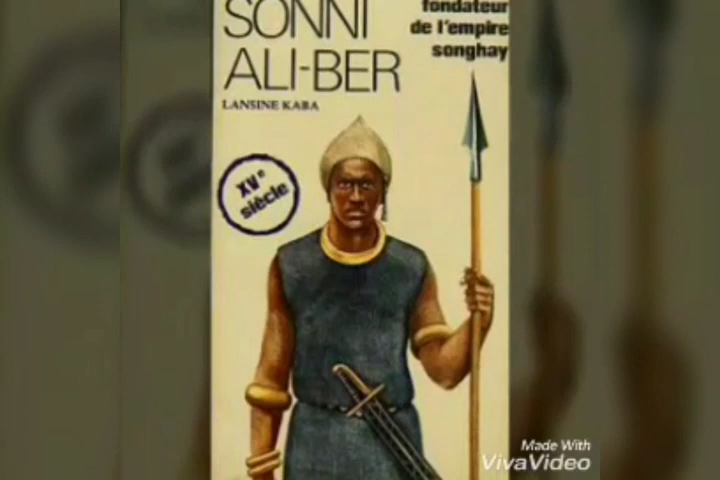 SONNI
ALI-BER
fondateur
de l'empire
songhay
LANSINE KABA
XVe
siècle
Made With
VivaVideo